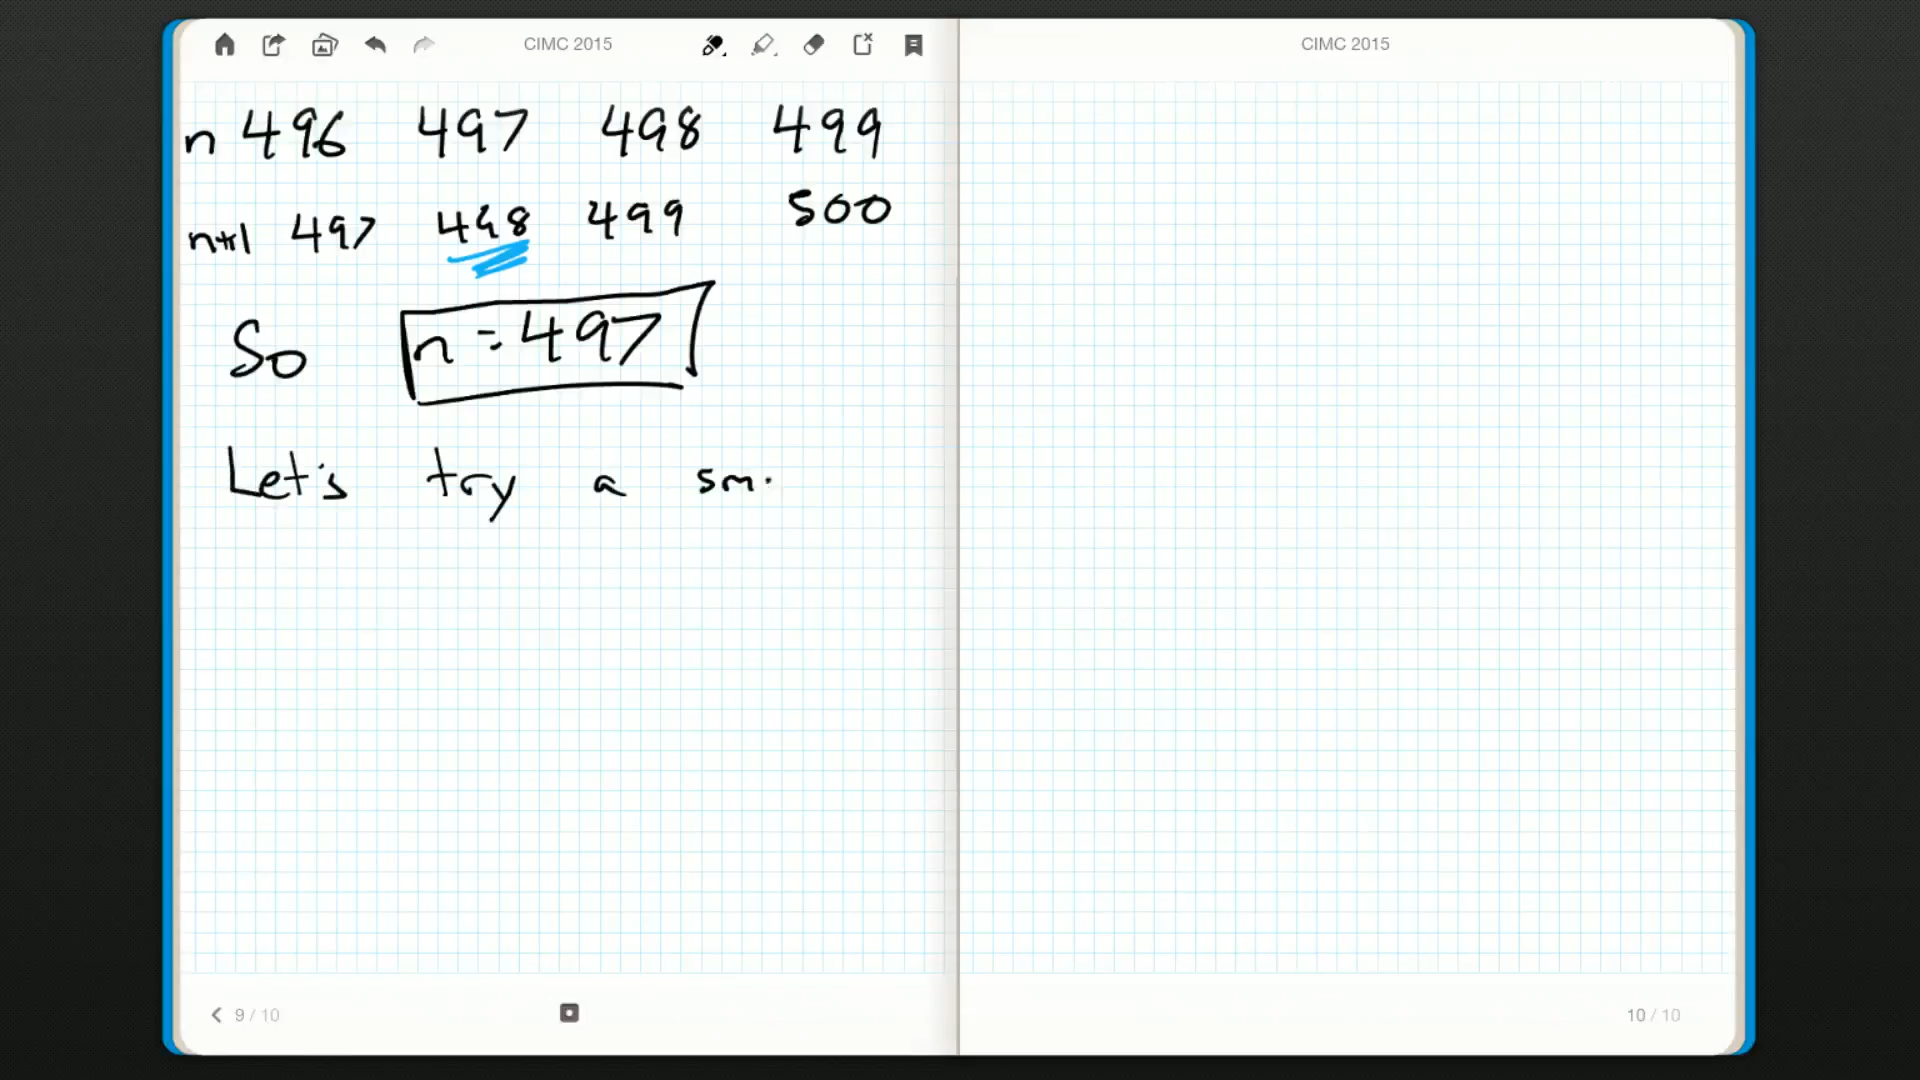 CIMC 2015
n 496 497 498 499
n+1 497 498 499 500
So n = 497
Let's try a sm.
9 / 10
CIMC 2015
10 / 10